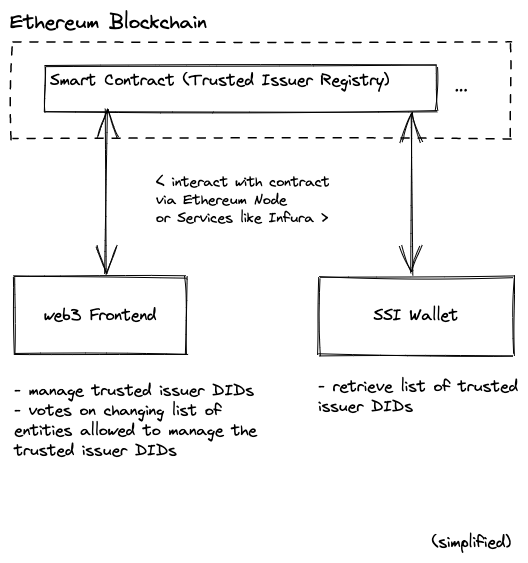 Ethereum Blockchain
Smart Contract (Trusted Issuer Registry)
...
< interact with contract
via Ethereum Node
or Services like Infura >
web3 Frontend
SSI Wallet
- manage trusted issuer DIDs
- votes on changing list of
entities allowed to manage the
trusted issuer DIDs
- retrieve list of trusted
issuer DIDs
(simplified)